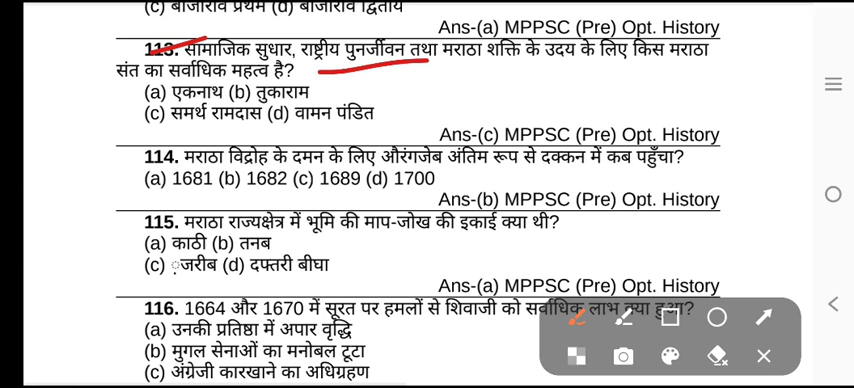 (c) बाजीराव प्रथम (d) बाजीराव द्वितीय
Ans-(a) MPPSC (Pre) Opt. History
113. सामाजिक सुधार, राष्ट्रीय पुनर्जीवन तथा मराठा शक्ति के उदय के लिए किस मराठा
संत का सर्वाधिक महत्व है?
(a) एकनाथ (b) तुकाराम
(c) समर्थ रामदास (d) वामन पंडित
Ans-(c) MPPSC (Pre) Opt. History
114. मराठा विद्रोह के दमन के लिए औरंगजेब अंतिम रूप से दक्कन में कब पहुँचा?
(a) 1681 (b) 1682 (c) 1689 (d) 1700
Ans-(b) MPPSC (Pre) Opt. History
115. मराठा राज्यक्षेत्र में भूमि की माप-जोख की इकाई क्या थी?
(a) काठी (b) तनब
(c) ़जरीब (d) दफ्तरी बीघा
Ans-(a) MPPSC (Pre) Opt. History
116. 1664 और 1670 में सूरत पर हमलों से शिवाजी को सर्वाधिक लाभ क्या हुआ?
(a) उनकी प्रतिष्ठा में अपार वृद्धि
(b) मुगल सेनाओं का मनोबल टूटा
(c) अंग्रेजी कारखाने का अधिग्रहण